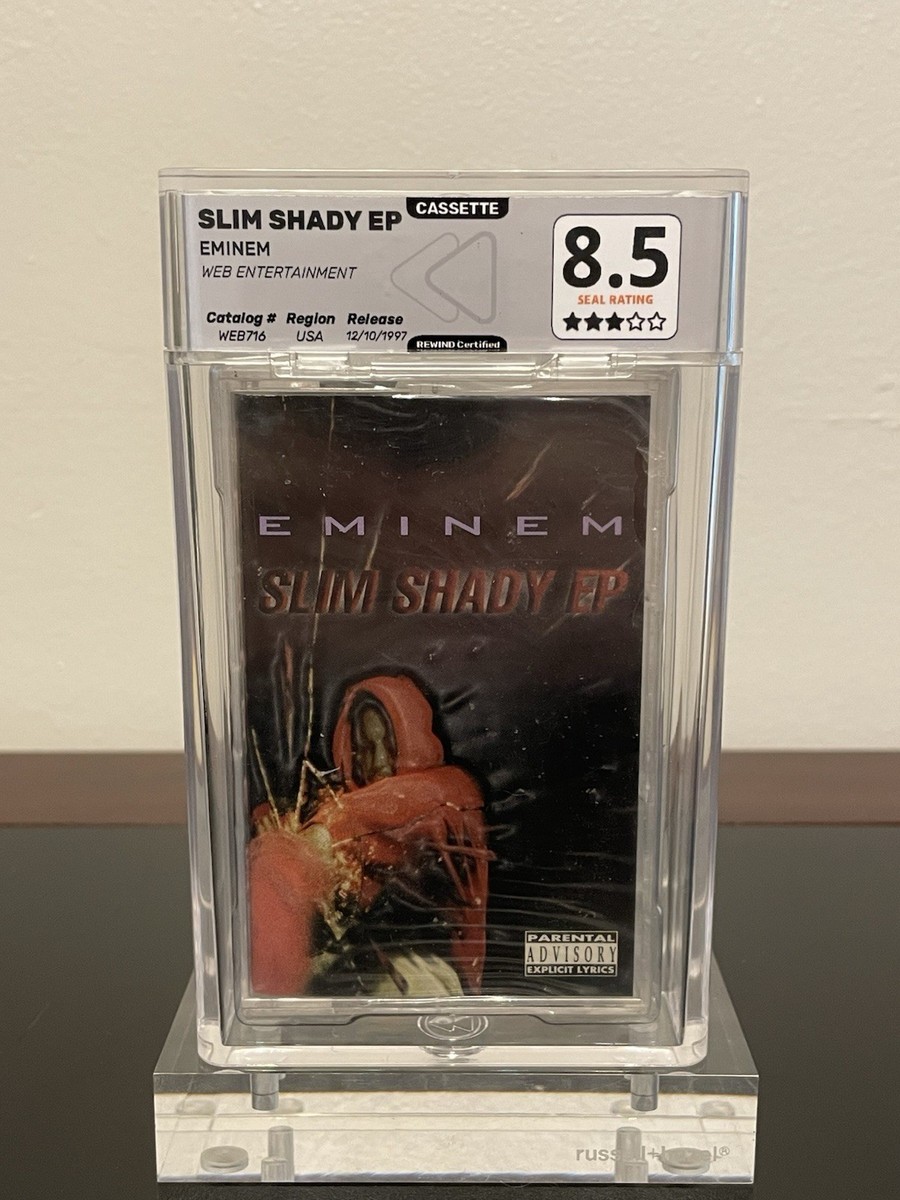 CASSETTE
SLIM SHADY EP
EMINEM
WEB ENTERTAINMENT
8.5
SEAL RATING
Catalog # Region Release
WEB716 USA 12/10/1997
REWIND Certified
EMINEM
SLIM SHADY EP
PARENTAL
ADVISORY
EXPLICIT LYRICS